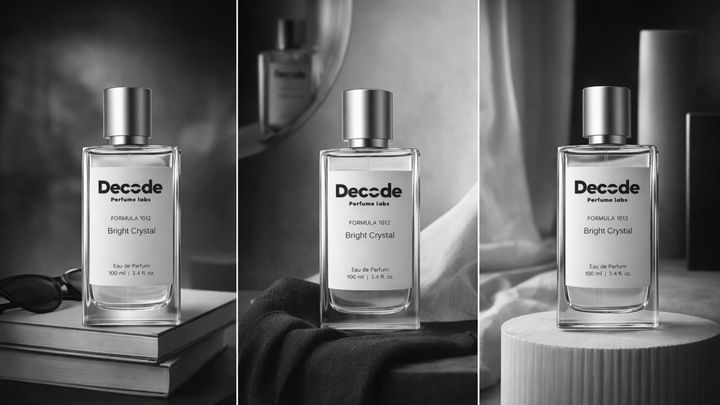 Decode
Perfume labs
FORMULA 1012
Bright Crystal
Eau de Parfum
100 ml | 3.4 fl. oz.
Decode
Decode
Perfume labs
FORMULA 1012
Bright Crystal
Eau de Parfum
100 ml | 3.4 fl. oz.
Decode
Perfume labs
FORMULA 1012
Bright Crystal
Eau de Parfum
100 ml | 3.4 fl. oz.